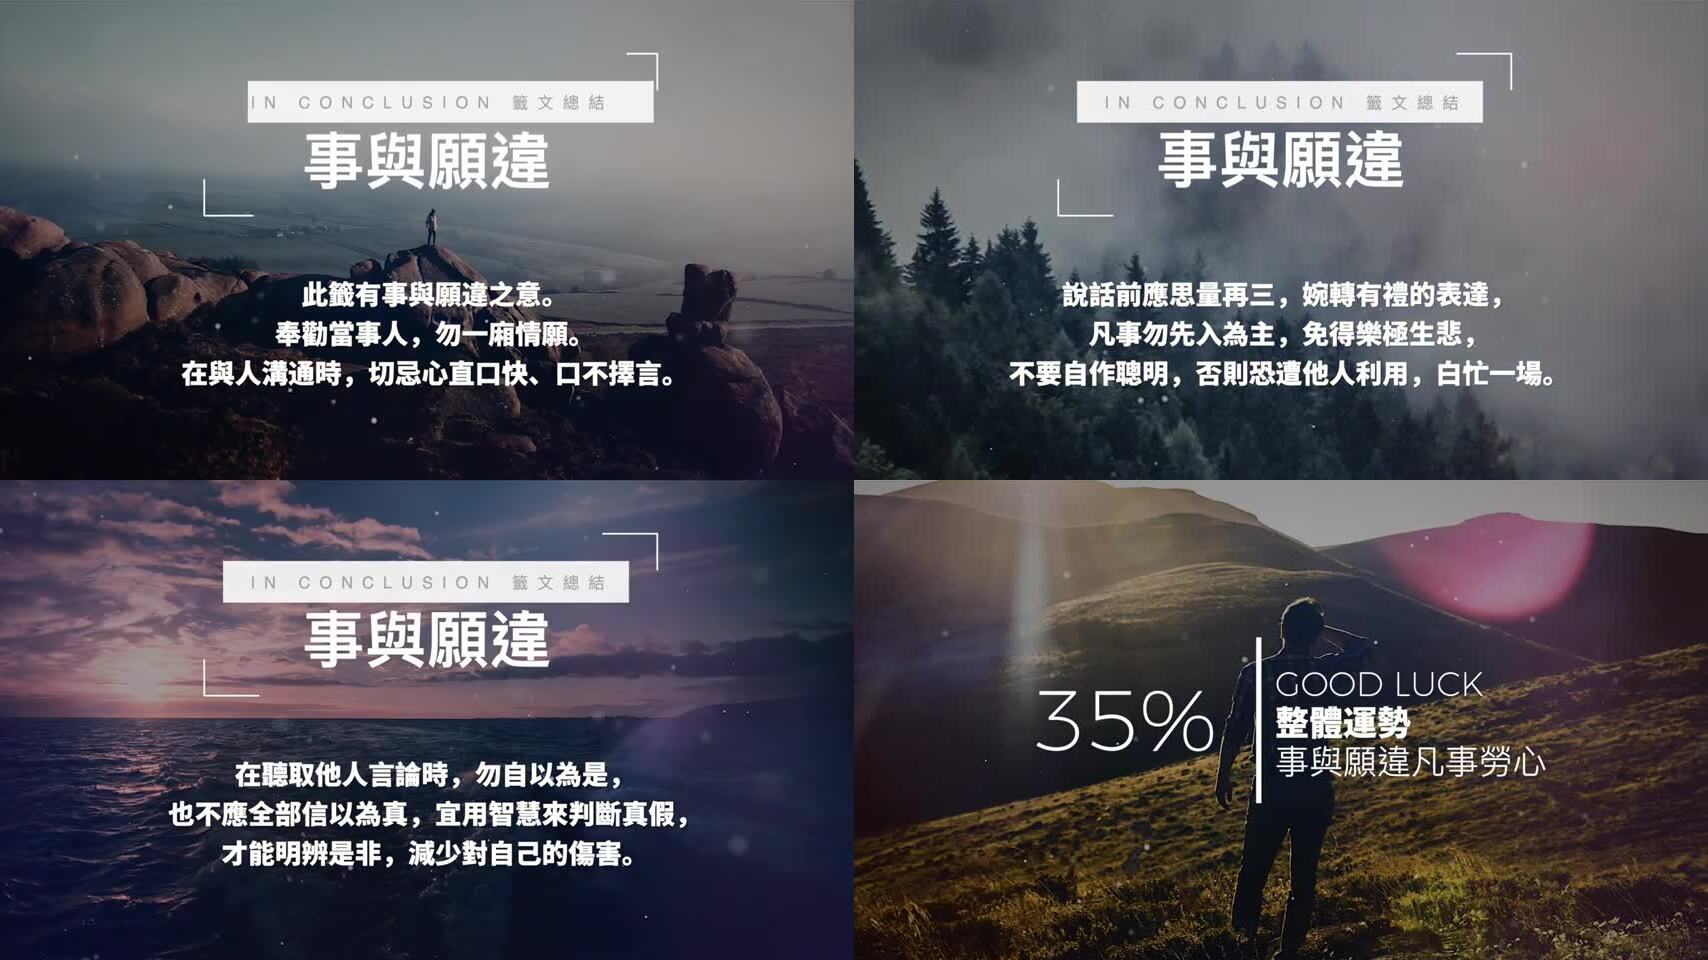 IN CONCLUSION 籤文總結
事與願違
此籤有事與願違之意。
奉勸當事人，勿一廂情願。
在與人溝通時，切忌心直口快、口不擇言。
IN CONCLUSION 籤文總結
事與願違
說話前應思量再三，婉轉有禮的表達，
凡事勿先入為主，免得樂極生悲，
不要自作聰明，否則恐遭他人利用，白忙一場。
IN CONCLUSION 籤文總結
事與願違
在聽取他人言論時，勿自以為是，
也不應全部信以為真，宜用智慧來判斷真假，
才能明辨是非，減少對自己的傷害。
35%
GOOD LUCK
整體運勢
事與願違凡事勞心